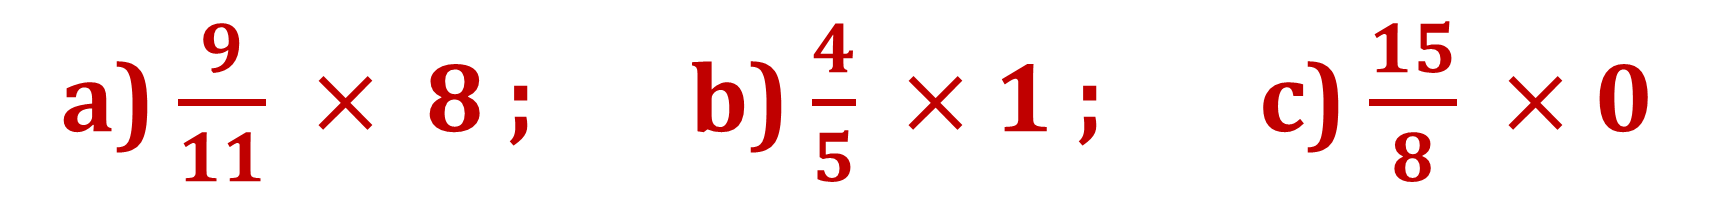 a) 9/11 × 8 ; b) 4/5 × 1 ; c) 15/8 × 0